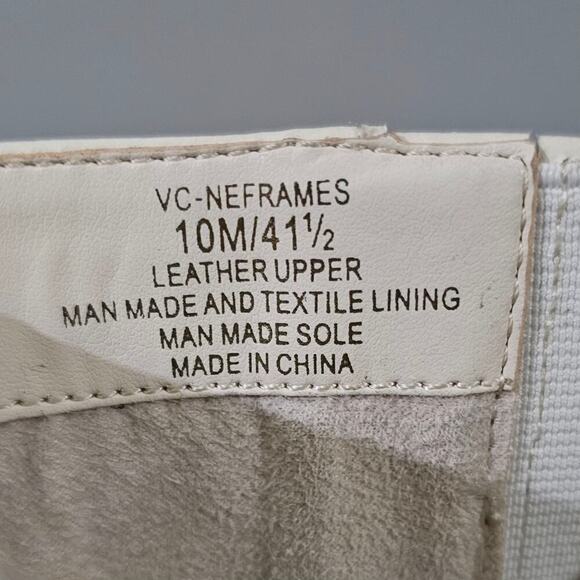 VC-NEFRAMES
10M/41½
LEATHER UPPER
MAN MADE AND TEXTILE LINING
MAN MADE SOLE
MADE IN CHINA